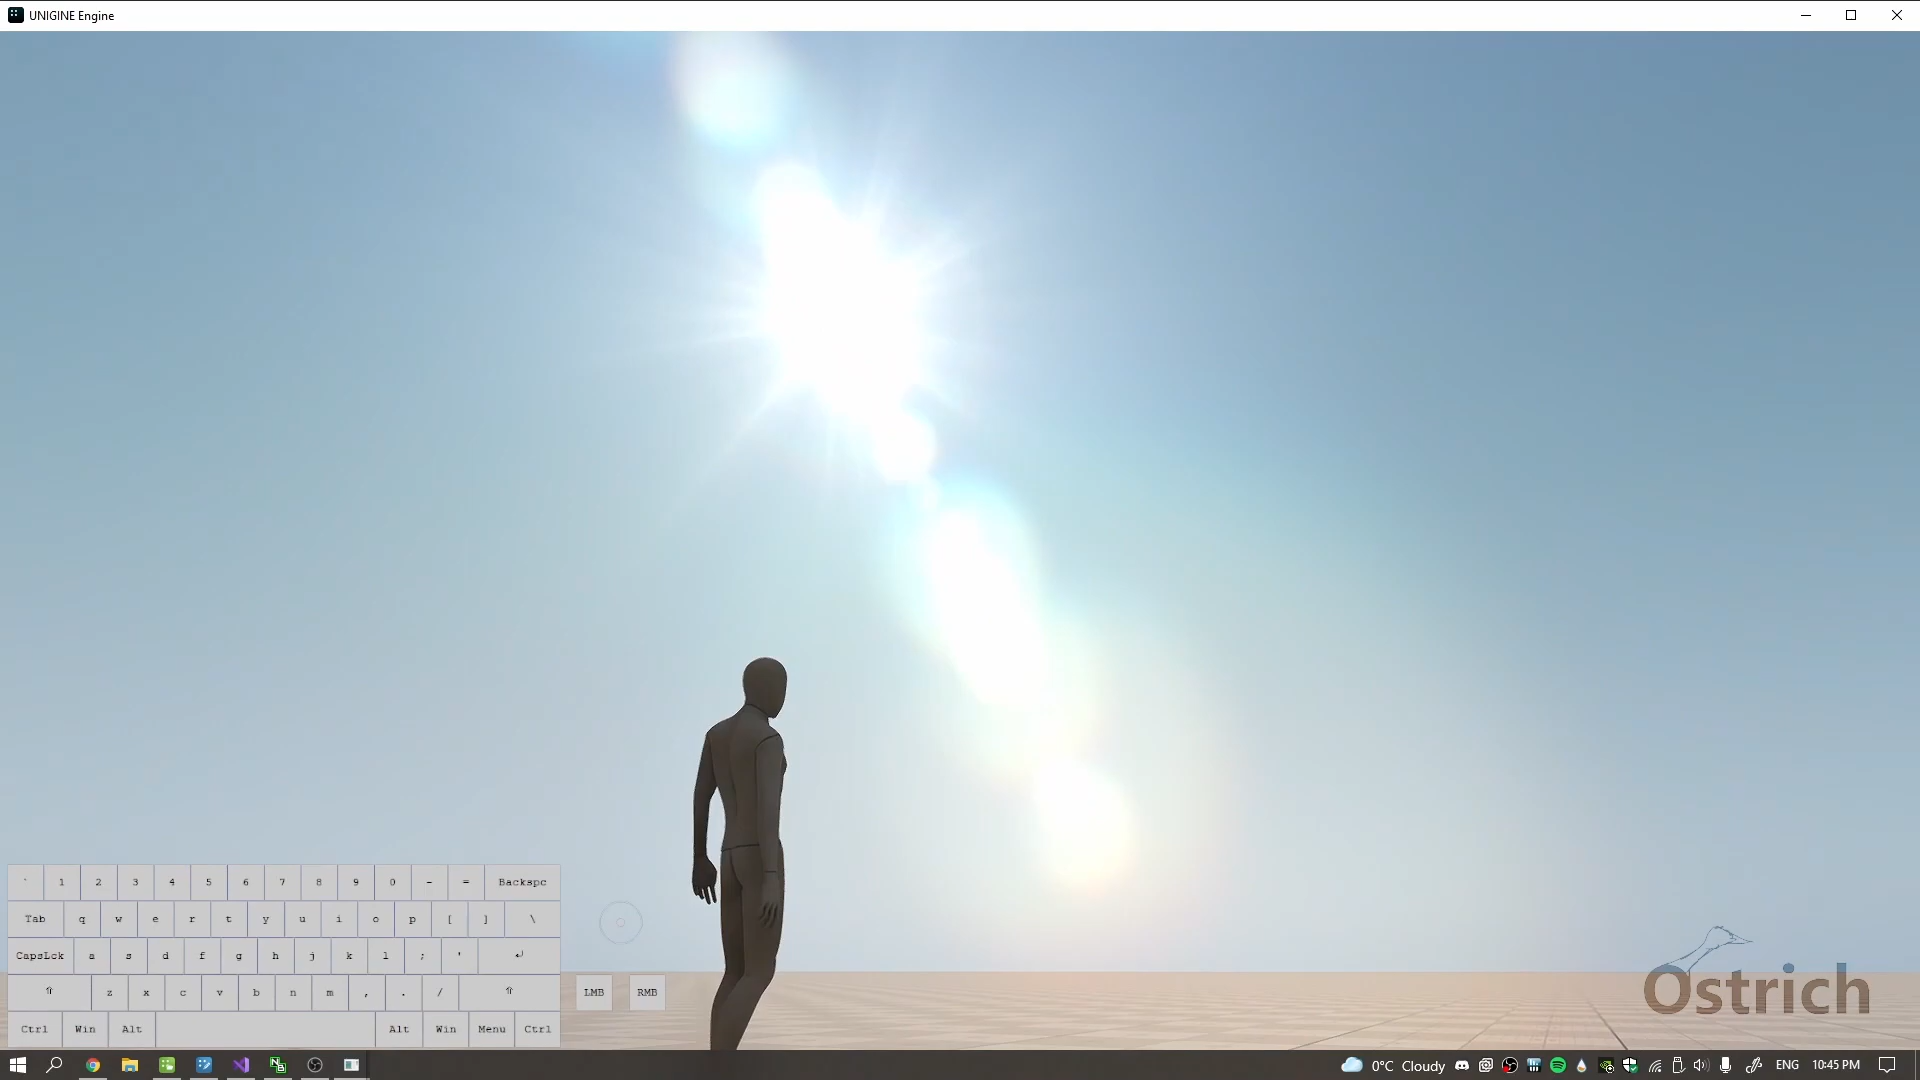 UNIGINE Engine
` 1 2 3 4 5 6 7 8 9 0 - = Backspc
Tab q w e r t y u i o p [ ] \
CapsLck a s d f g h j k l ; ' ↵
⇧ z x c v b n m , . / ⇧
LMB RMB
Ctrl Win Alt Alt Win Menu Ctrl
Ostrich
0°C Cloudy ENG 10:45 PM